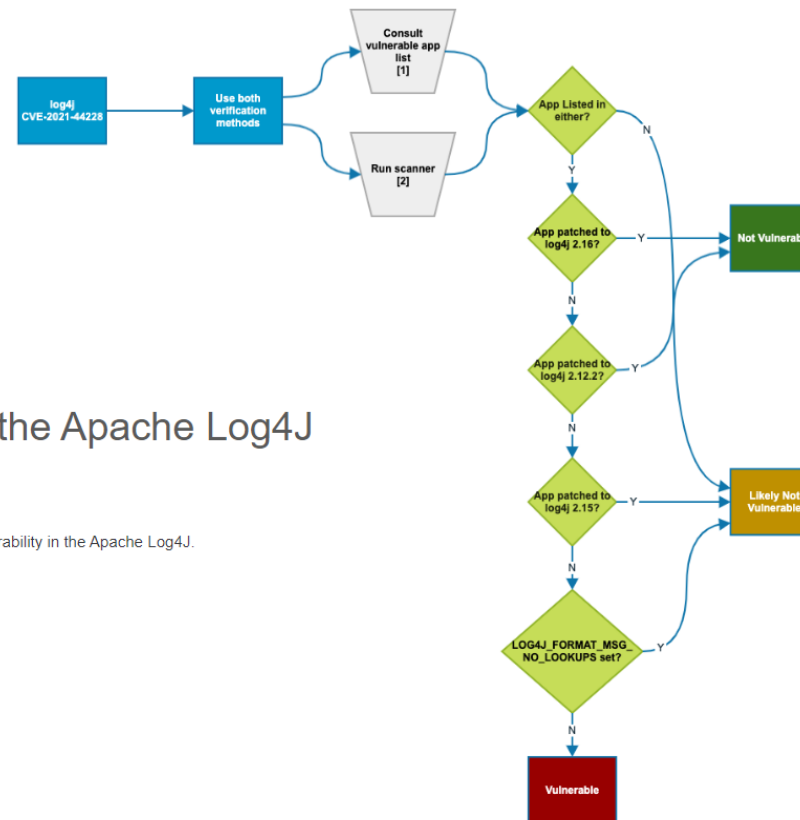 Consult
vulnerable app
list
[1]
log4j
CVE-2021-44228
Use both
verification
methods
App Listed in
either?
N
Run scanner
[2]
Y
App patched to
log4j 2.16?
Y
Not Vulnerab
N
App patched to
log4j 2.12.2?
Y
the Apache Log4J
N
App patched to
log4j 2.15?
Y
Likely Not
Vulnerable
rability in the Apache Log4J.
N
LOG4J_FORMAT_MSG_
NO_LOOKUPS set?
Y
N
Vulnerable